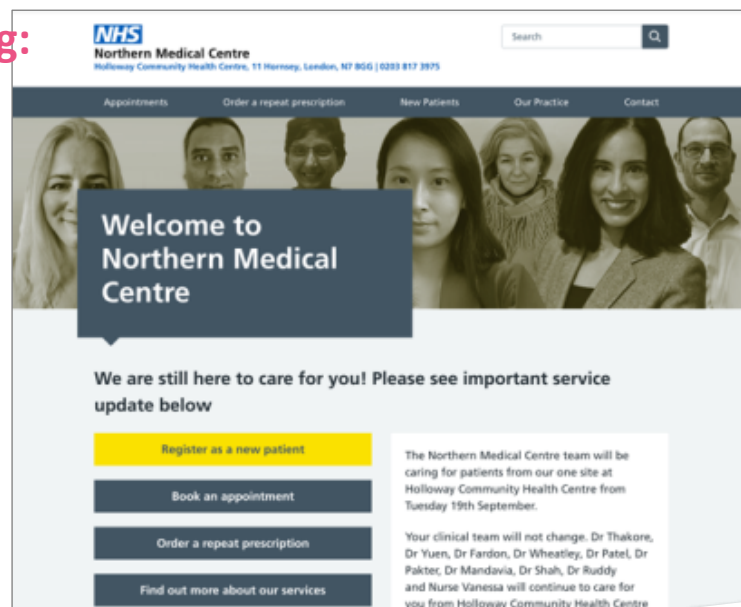 g:
NHS
Northern Medical Centre
Holloway Community Health Centre, 11 Hornsey, London, N7 8GG | 0203 817 3975
Search
Appointments
Order a repeat prescription
New Patients
Our Practice
Contact
Welcome to
Northern Medical
Centre
We are still here to care for you! Please see important service
update below
Register as a new patient
Book an appointment
Order a repeat prescription
Find out more about our services
The Northern Medical Centre team will be
caring for patients from our one site at
Holloway Community Health Centre from
Tuesday 19th September.
Your clinical team will not change. Dr Thakore,
Dr Yuen, Dr Fardon, Dr Wheatley, Dr Patel, Dr
Pakter, Dr Mandavia, Dr Shah, Dr Ruddy
and Nurse Vanessa will continue to care for
you from Holloway Community Health Centre